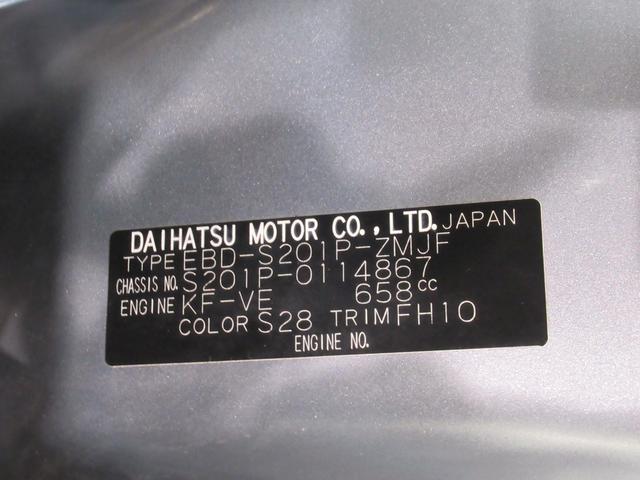 DAIHATSU MOTOR CO., LTD. JAPAN
TYPE EBD-S201P-ZMJF
CHASSIS NO. S201P-0114867
ENGINE KF-VE 658cc
COLOR S28 TRIM FH10
ENGINE NO.